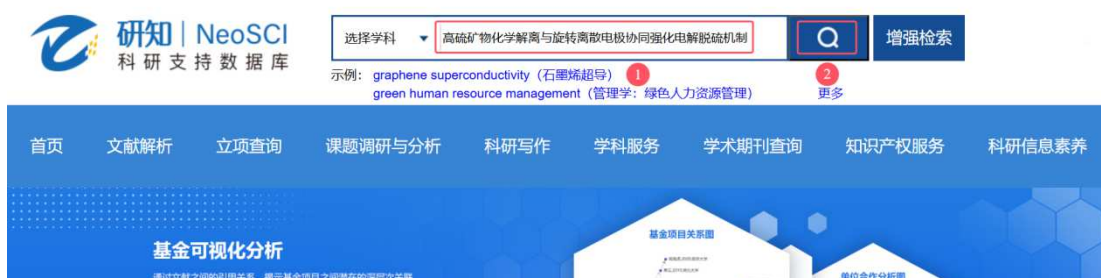 研知 | NeoSCI
科研支持数据库
选择学科 高硫矿物化学解离与旋转离散电极协同强化电解脱硫机制 增强检索
示例： graphene superconductivity（石墨烯超导） 1 2
green human resource management（管理学：绿色人力资源管理） 更多
首页 文献解析 立项查询 课题调研与分析 科研写作 学科服务 学术期刊查询 知识产权服务 科研信息素养
基金可视化分析
基金项目关系图